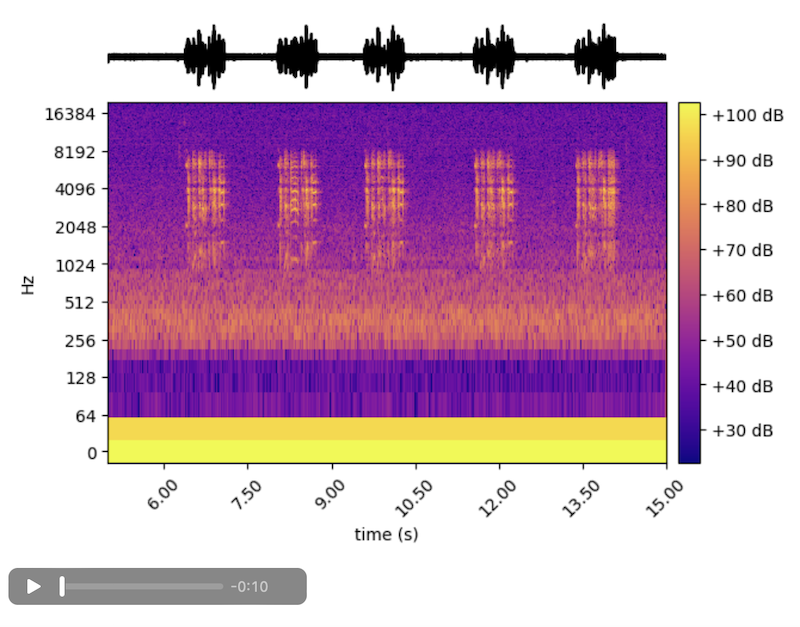 16384
8192
4096
2048
1024
512
256
128
64
0
Hz
6.00 7.50 9.00 10.50 12.00 13.50 15.00
time (s)
+100 dB
+90 dB
+80 dB
+70 dB
+60 dB
+50 dB
+40 dB
+30 dB
-0:10